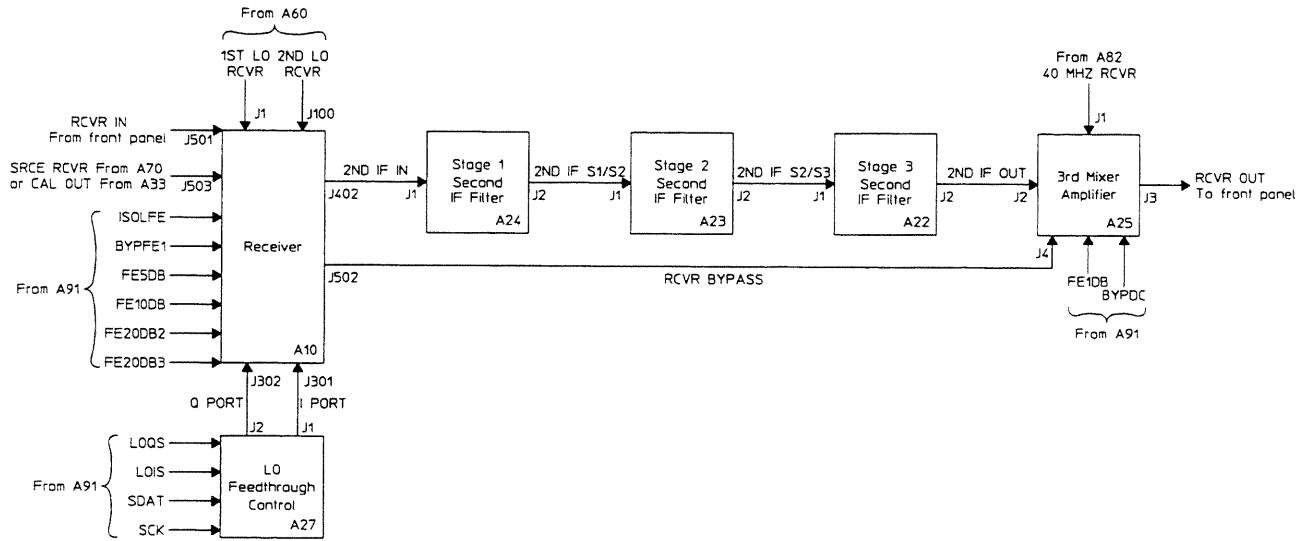 From A60
1ST LO
RCVR
2ND LO
RCVR
J1
J100
RCVR IN
From front panel
J501
SRCE RCVR From A70
or CAL OUT From A33
J503
From A91
ISOLFE
BYPFE1
FE5DB
FE10DB
FE20DB2
FE20DB3
Receiver
A10
J402
J502
J302
J301
Q PORT
I PORT
J2
J1
From A91
LOQS
LOIS
SDAT
SCK
LO
Feedthrough
Control
A27
2ND IF IN
J1
Stage 1
Second
IF Filter
A24
2ND IF S1/S2
J2
J1
Stage 2
Second
IF Filter
A23
2ND IF S2/S3
J2
J1
Stage 3
Second
IF Filter
A22
2ND IF OUT
J2
J2
From A82
40 MHZ RCVR
J1
3rd Mixer
Amplifier
A25
J3
RCVR OUT
To front panel
RCVR BYPASS
J4
FE1DB
BYPDC
From A91